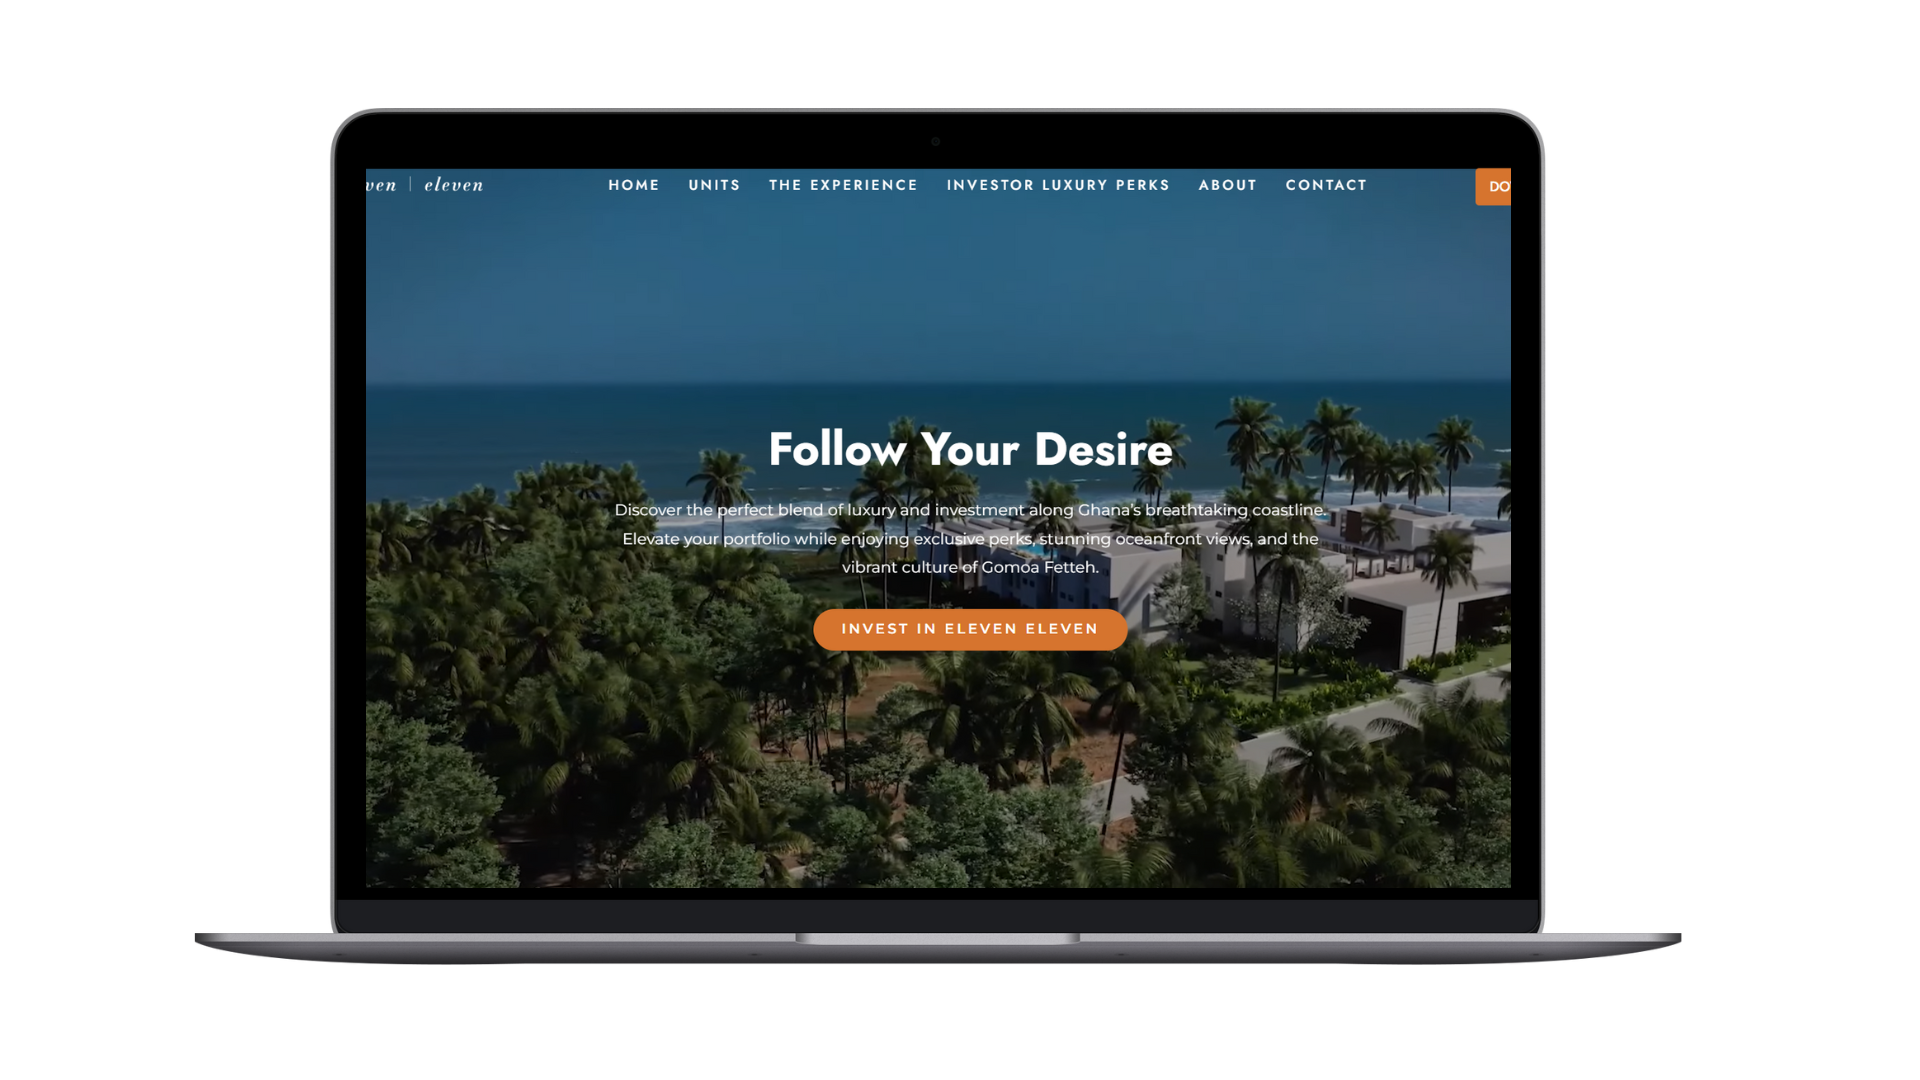 ven | eleven
HOME UNITS THE EXPERIENCE INVESTOR LUXURY PERKS ABOUT CONTACT
DO
Follow Your Desire
Discover the perfect blend of luxury and investment along Ghana's breathtaking coastline.
Elevate your portfolio while enjoying exclusive perks, stunning oceanfront views, and the
vibrant culture of Gomoa Fetteh.
INVEST IN ELEVEN ELEVEN